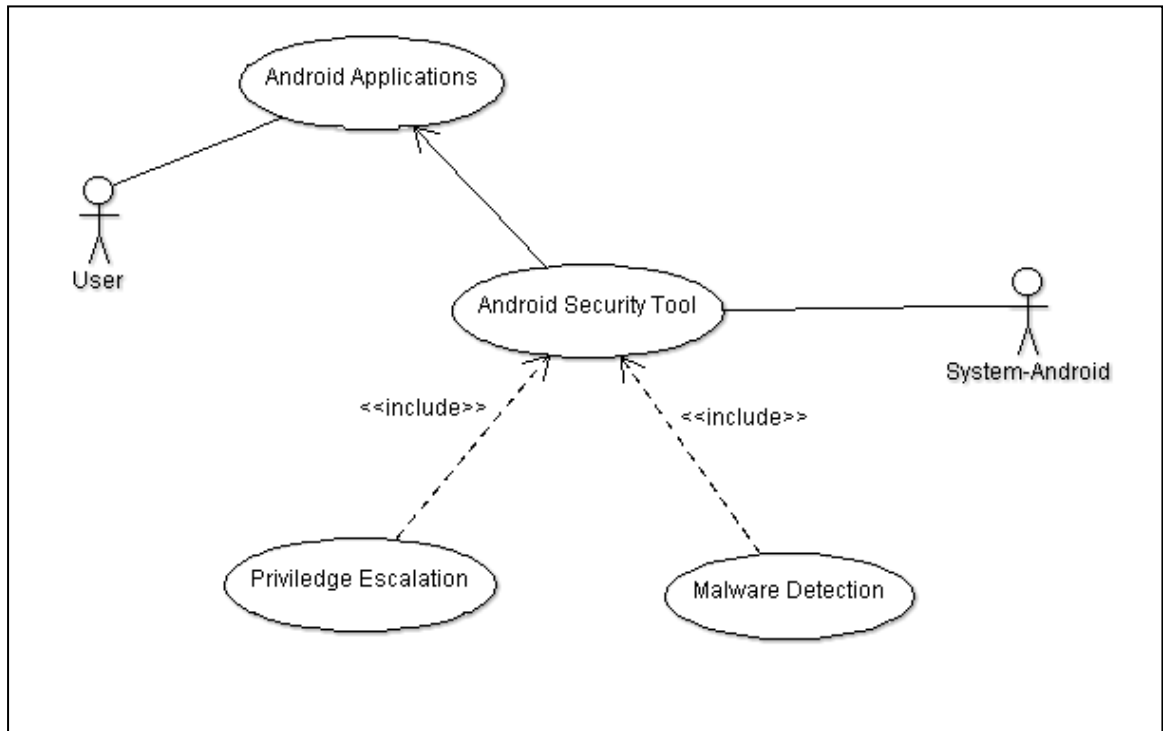 Android Applications
User
Android Security Tool
System-Android
<<include>>
<<include>>
Priviledge Escalation
Malware Detection